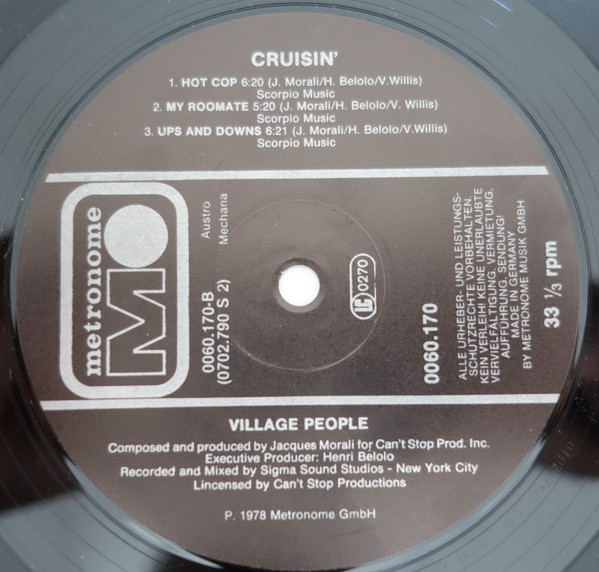 CRUISIN'
1. HOT COP 6:20 (J. Morali/H. Belolo/V.Willis)
Scorpio Music
2. MY ROOMATE 5:20 (J. Morali/H. Belolo/V.Willis)
Scorpio Music
3. UPS AND DOWNS 6:21 (J. Morali/H. Belolo/V.Willis)
Scorpio Music
metronome
M
Austro
Mechana
0060.170-B
(0702.790 S 2)
LC 0270
0060.170
ALLE URHEBER- UND LEISTUNGS-
SCHUTZRECHTE VORBEHALTEN.
KEIN VERLEIH! KEINE UNERLAUBTE
VERVIELFÄLTIGUNG, VERMIETUNG,
AUFFÜHRUNG, SENDUNG!
MADE IN GERMANY
BY METRONOME MUSIK GMBH
33 1/3 rpm
VILLAGE PEOPLE
Composed and produced by Jacques Morali for Can't Stop Prod. Inc.
Executive Producer: Henri Belolo
Recorded and Mixed by Sigma Sound Studios - New York City
Lincensed by Can't Stop Productions
P. 1978 Metronome GmbH